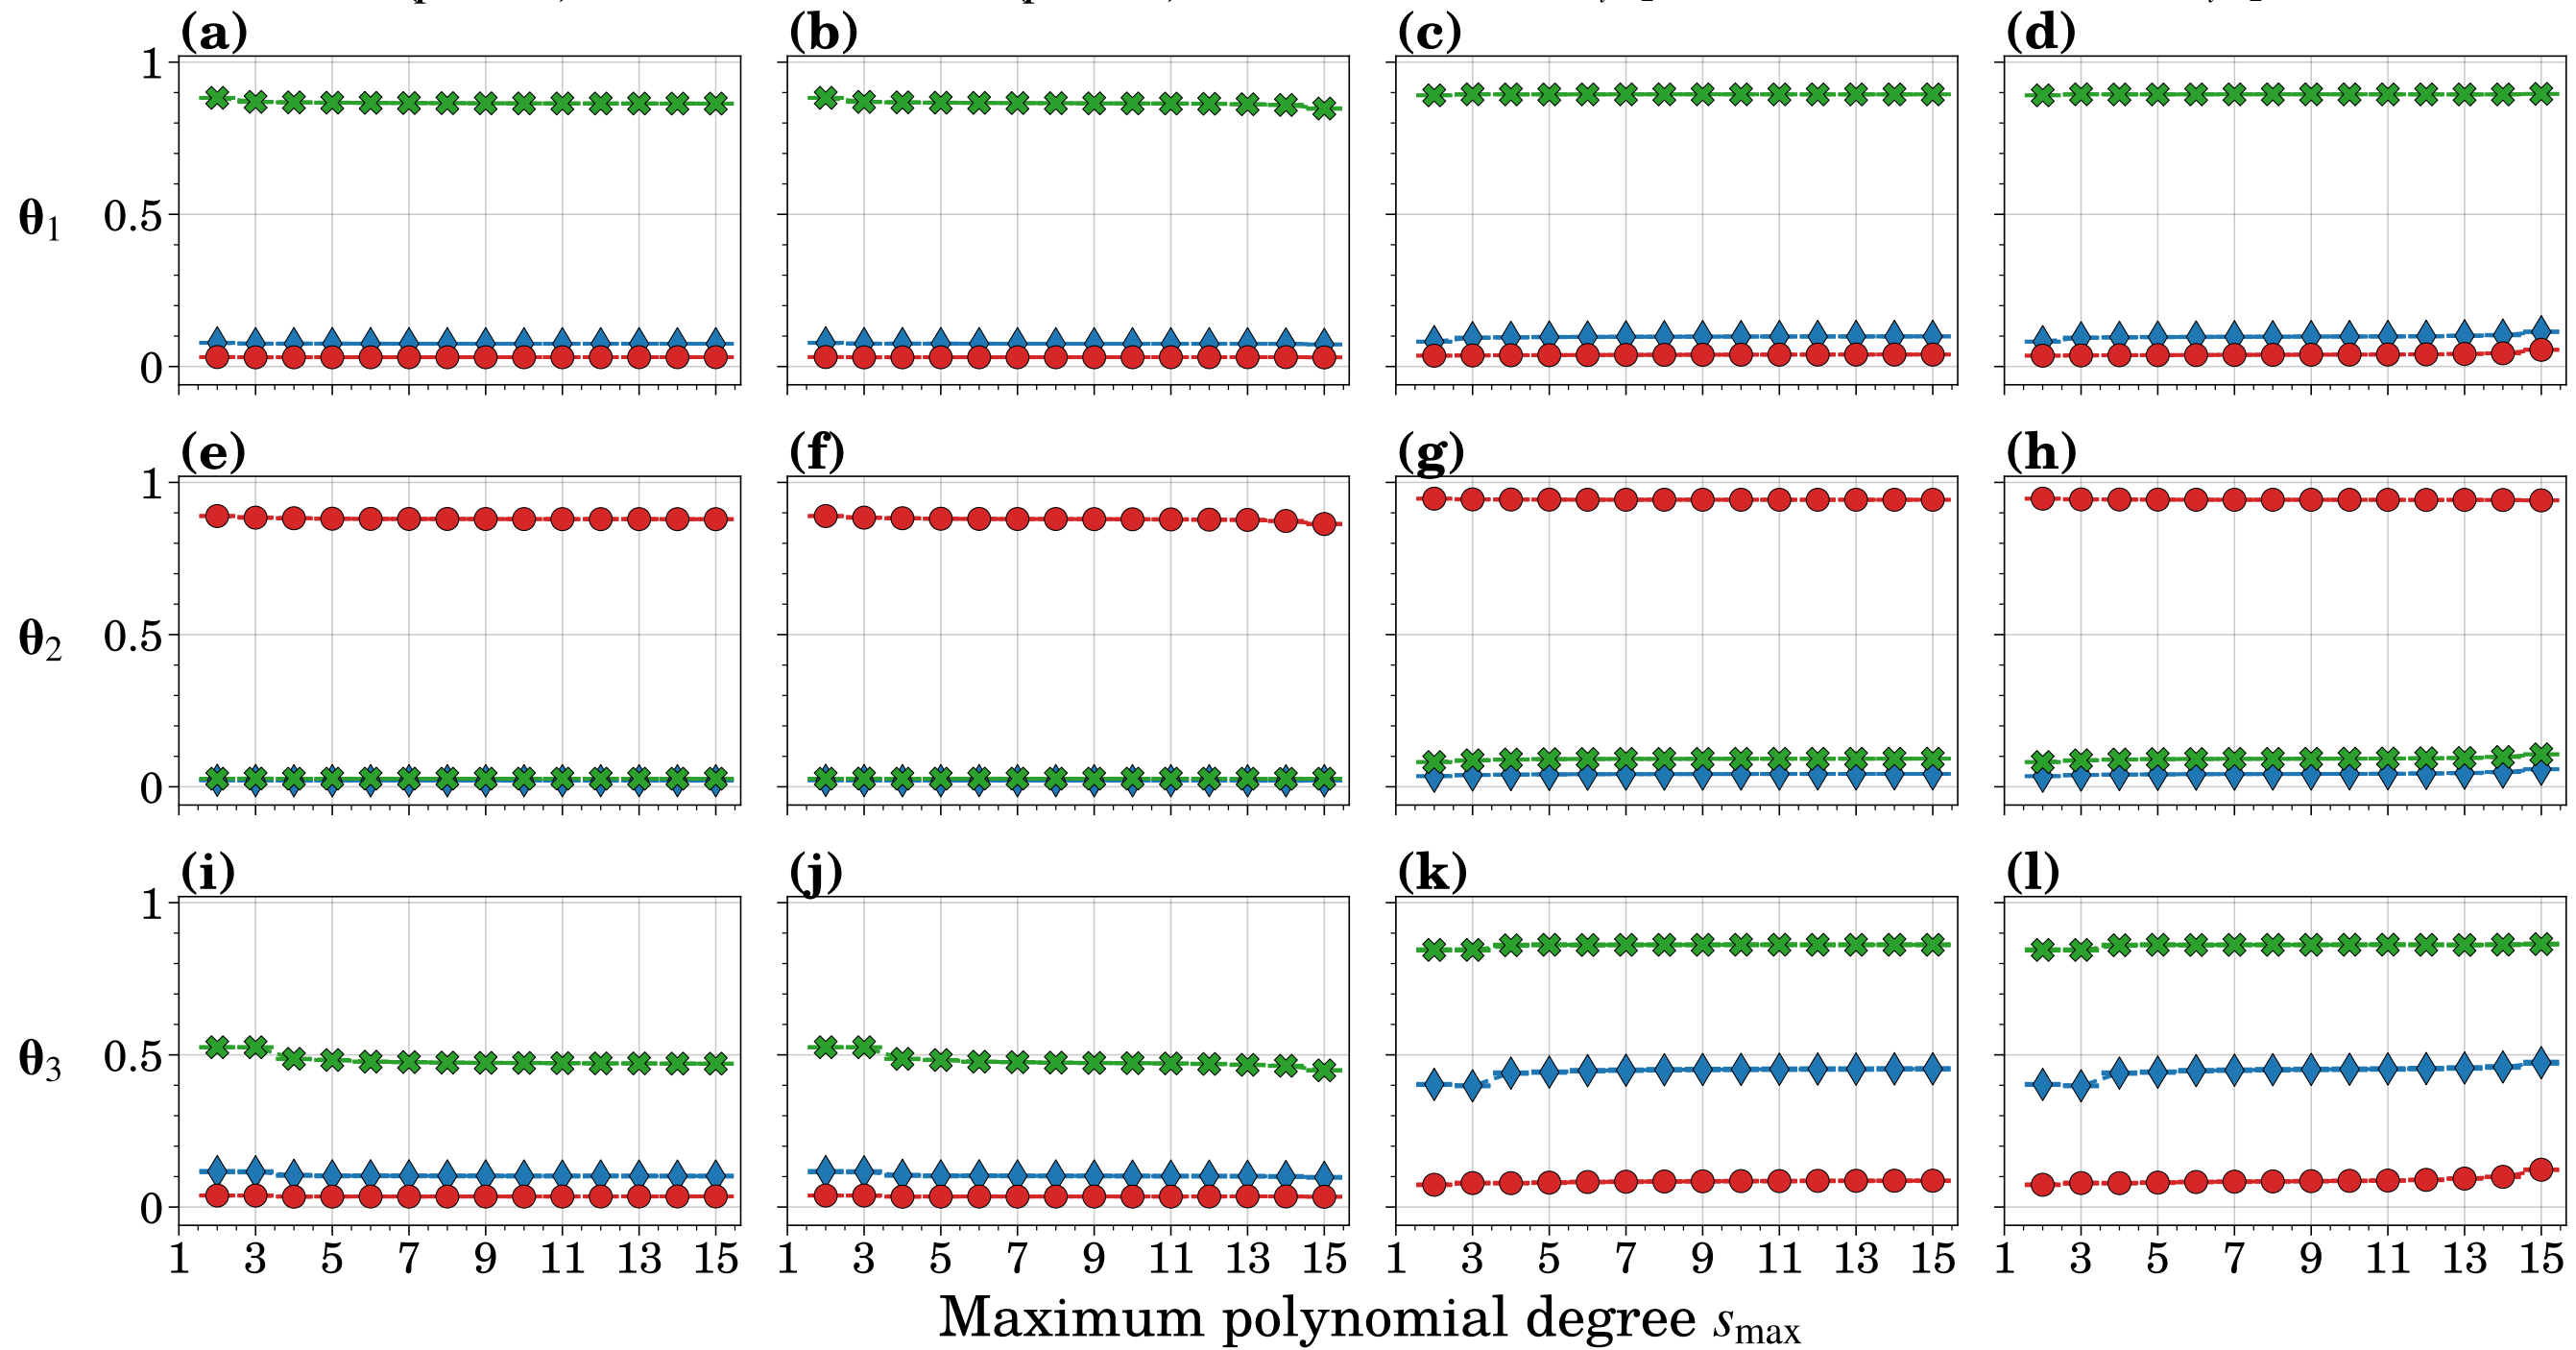 (a) (b) (c) (d)
1
θ1 0.5
0
(e) (f) (g) (h)
1
θ2 0.5
0
(i) (j) (k) (l)
1
θ3 0.5
0
1 3 5 7 9 11 13 15 1 3 5 7 9 11 13 15 1 3 5 7 9 11 13 15 1 3 5 7 9 11 13 15
Maximum polynomial degree smax